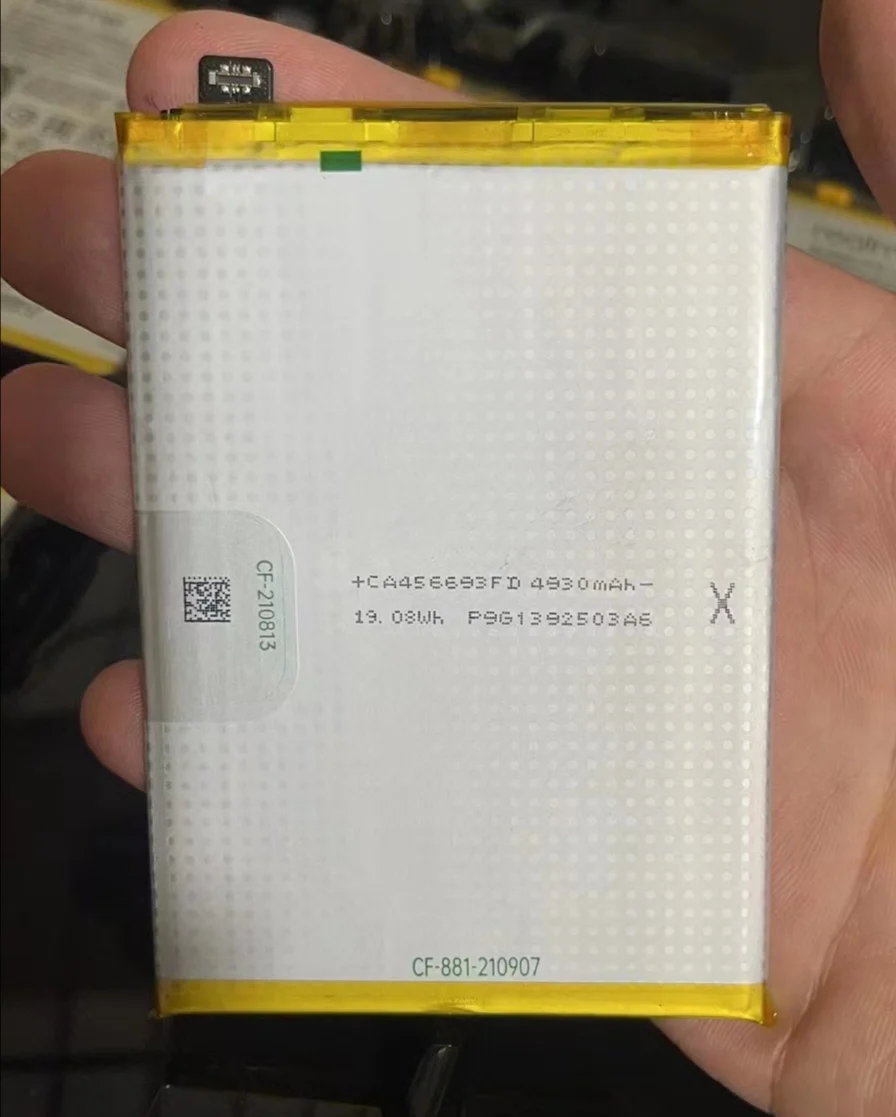 CF-210813
+CA456693FD 4930mAh-
19.08Wh P9G1392503A6
X
CF-881-210907